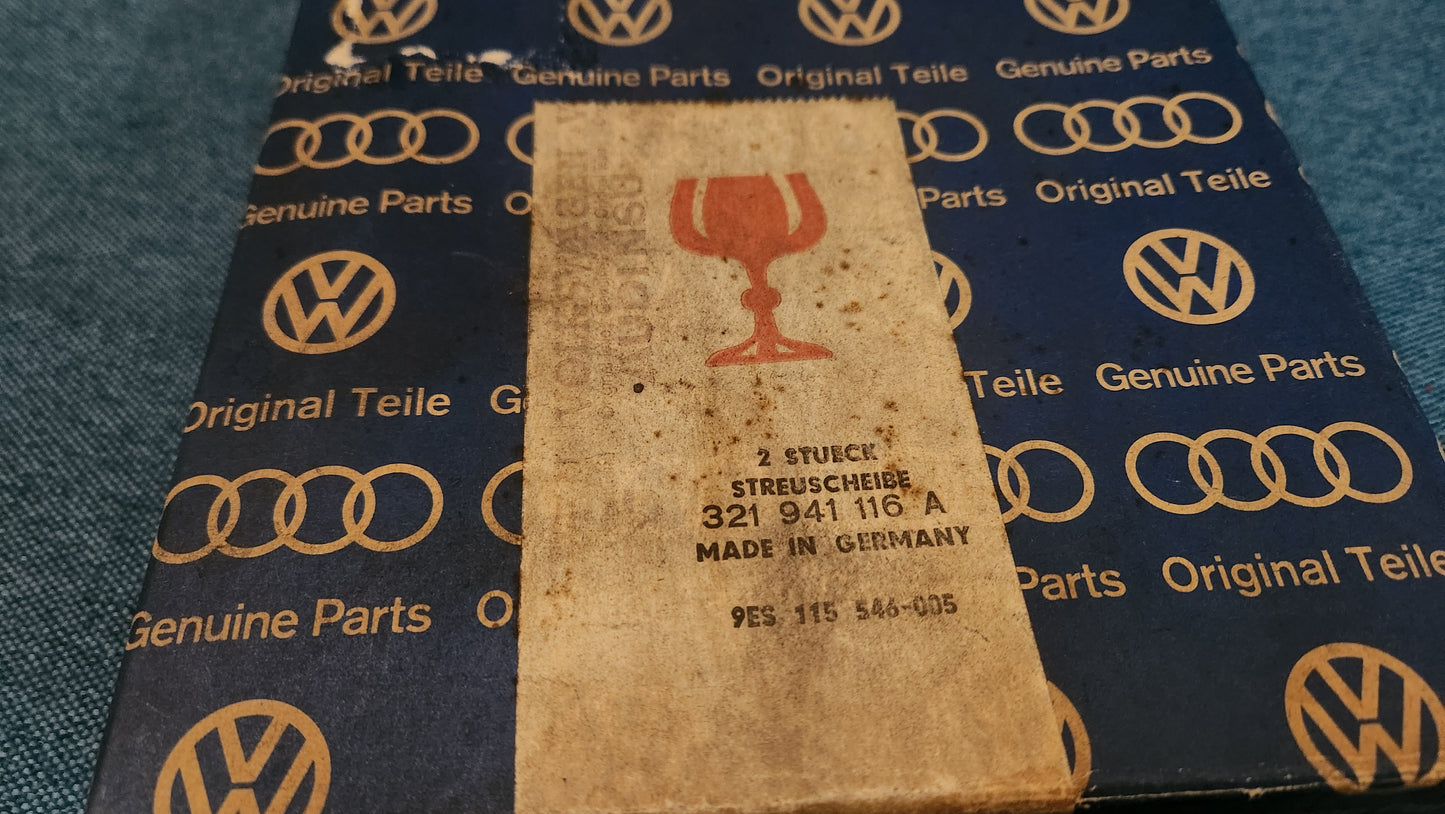 Original Teile Genuine Parts Original Teile Genuine Parts
Genuine Parts Parts Original Teile
Original Teile Teile Genuine Parts
Genuine Parts Parts Original Teile
2 STUECK
STREUSCHEIBE
321 941 116 A
MADE IN GERMANY
9ES 115 546-005